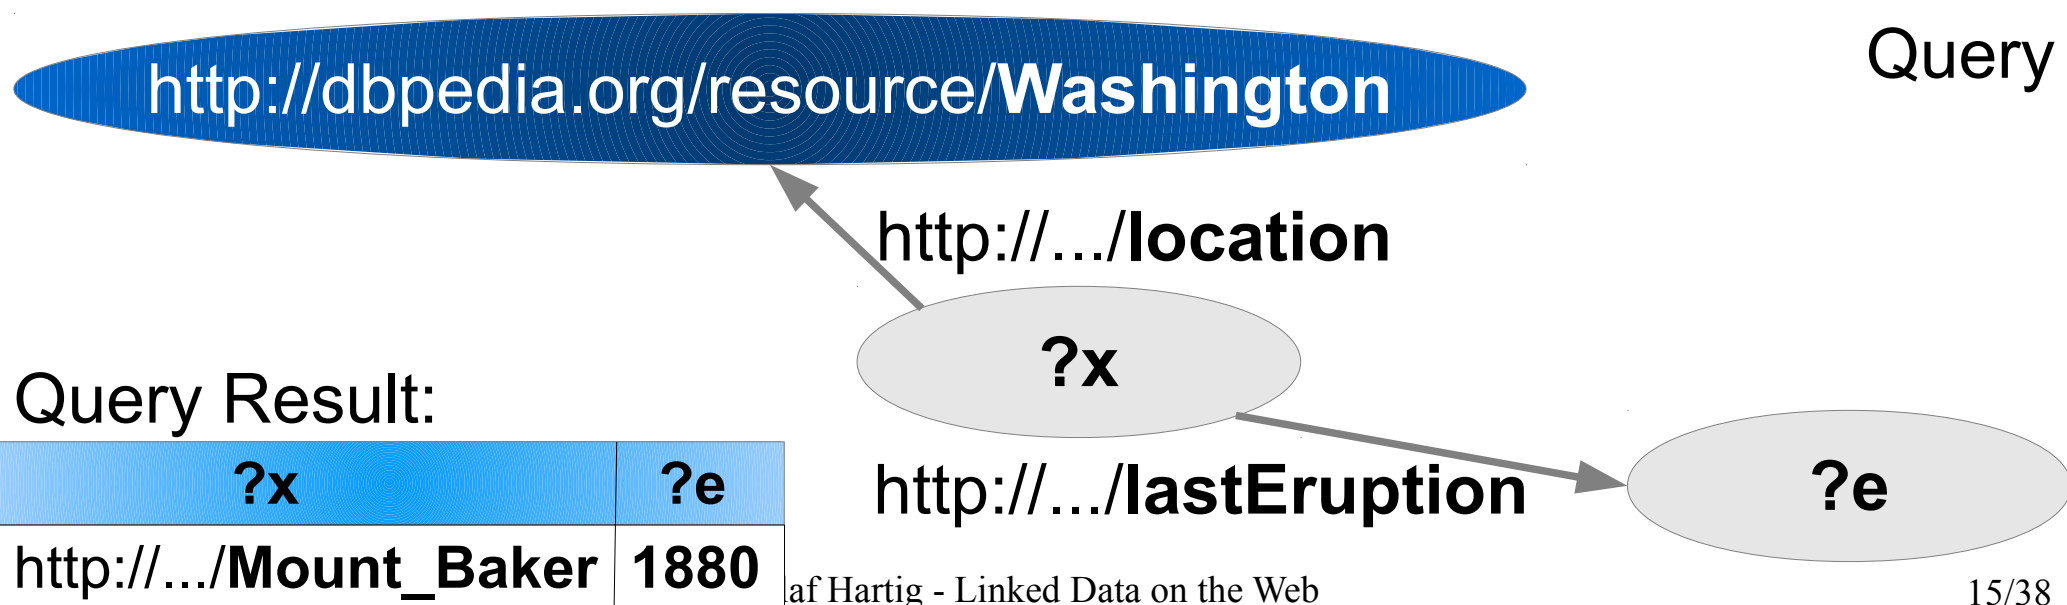 http://dbpedia.org/resource/Washington
Query
http://.../location
?x
Query Result:
?x ?e
http://.../lastEruption
?e
http://.../Mount_Baker 1880
af Hartig - Linked Data on the Web
15/38